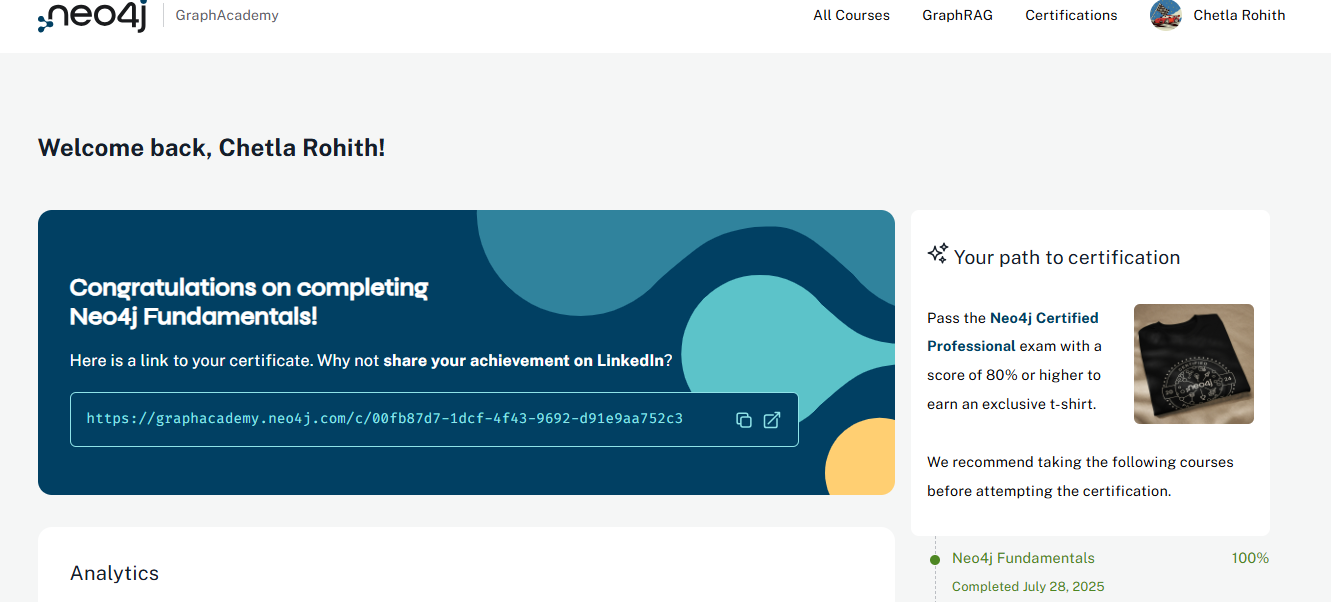 neo4j GraphAcademy
All Courses GraphRAG Certifications Chetla Rohith
Welcome back, Chetla Rohith!
Congratulations on completing
Neo4j Fundamentals!
Here is a link to your certificate. Why not share your achievement on LinkedIn?
https://graphacademy.neo4j.com/c/00fb87d7-1dcf-4f43-9692-d91e9aa752c3
Analytics
Your path to certification
Pass the Neo4j Certified
Professional exam with a
score of 80% or higher to
earn an exclusive t-shirt.
neo4j
We recommend taking the following courses
before attempting the certification.
Neo4j Fundamentals 100%
Completed July 28, 2025